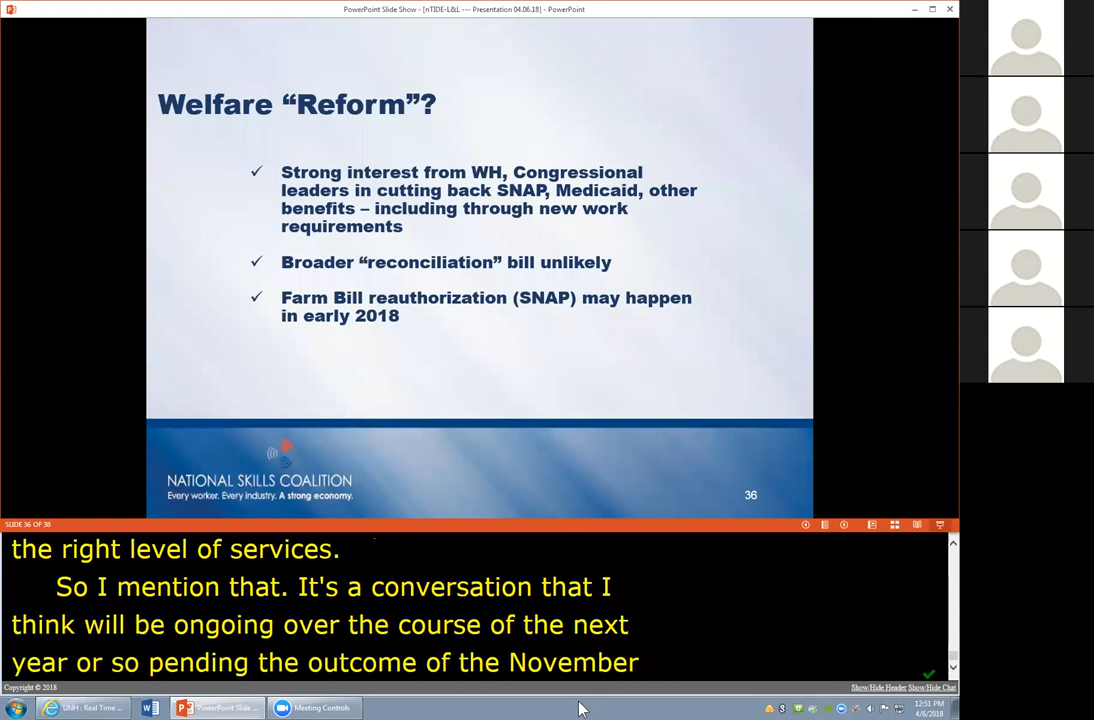 PowerPoint Slide Show - [nTIDE-L&L --- Presentation 04.06.18] - PowerPoint
Welfare “Reform”?
✓ Strong interest from WH, Congressional
leaders in cutting back SNAP, Medicaid, other
benefits – including through new work
requirements
✓ Broader “reconciliation” bill unlikely
✓ Farm Bill reauthorization (SNAP) may happen
in early 2018
NATIONAL SKILLS COALITION
Every worker. Every industry. A strong economy.
36
SLIDE 36 OF 38
the right level of services.
So I mention that. It's a conversation that I
think will be ongoing over the course of the next
year or so pending the outcome of the November
Copyright © 2018
Show/Hide Header Show/Hide Chat
UNH : Real Time ...
PowerPoint Slide ...
Meeting Controls
12:51 PM
4/6/2018